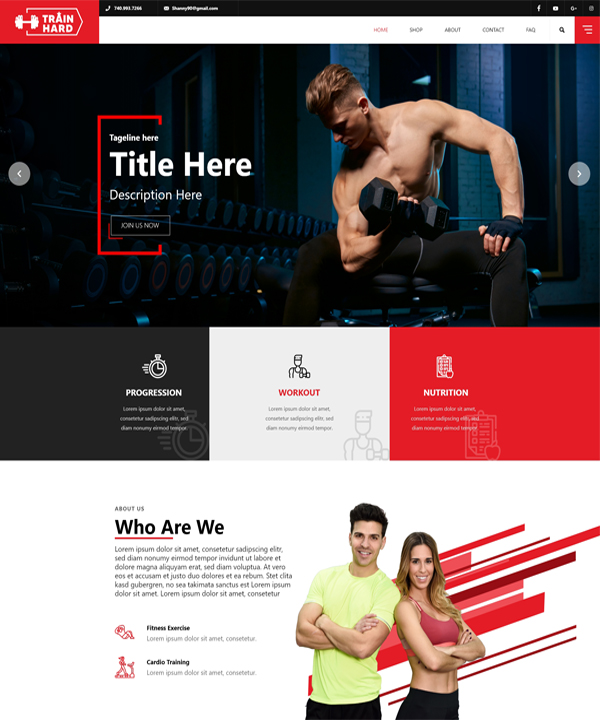 TRAIN
HARD
740.993.7266
Shanny90@gmail.com
HOME
SHOP
ABOUT
CONTACT
FAQ
Tageline here
Title Here
Description Here
JOIN US NOW
PROGRESSION
Lorem ipsum dolor sit amet,
consetetur sadipscing elitr, sed
diam nonumy eirmod tempor.
WORKOUT
Lorem ipsum dolor sit amet,
consetetur sadipscing elitr, sed
diam nonumy eirmod tempor.
NUTRITION
Lorem ipsum dolor sit amet,
consetetur sadipscing elitr, sed
diam nonumy eirmod tempor.
ABOUT US
Who Are We
Lorem ipsum dolor sit amet, consetetur sadipscing elitr,
sed diam nonumy eirmod tempor invidunt ut labore et
dolore magna aliquyam erat, sed diam voluptua. At vero
eos et accusam et justo duo dolores et ea rebum. Stet clita
kasd gubergren, no sea takimata sanctus est Lorem ipsum
dolor sit amet. Lorem ipsum dolor sit amet, consetetur
Fitness Exercise
Lorem ipsum dolor sit amet, consetetur.
Cardio Training
Lorem ipsum dolor sit amet, consetetur.